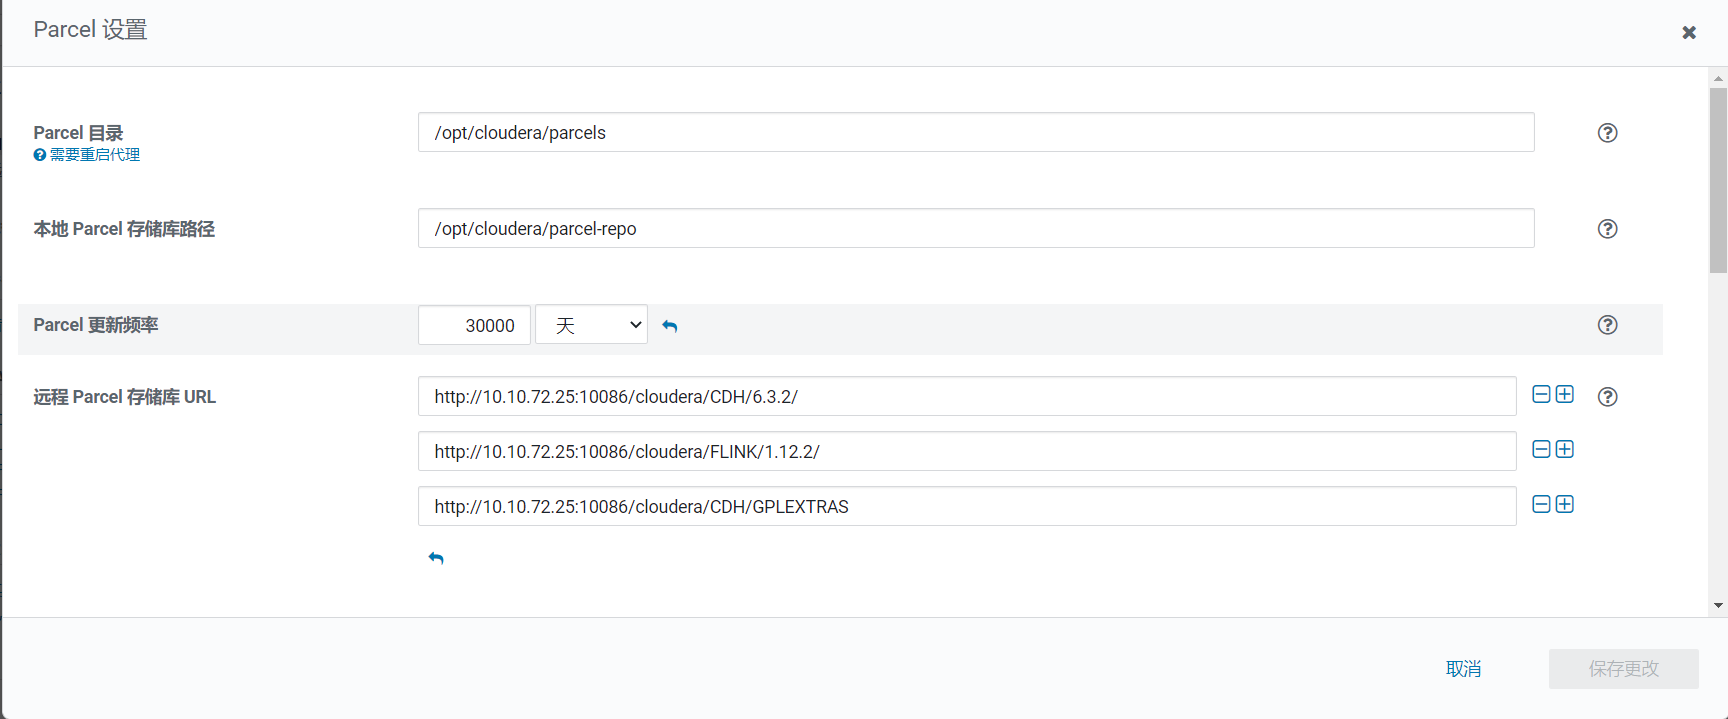 Parcel 设置
Parcel 目录
需要重启代理
/opt/cloudera/parcels
本地 Parcel 存储库路径
/opt/cloudera/parcel-repo
Parcel 更新频率
30000 天
远程 Parcel 存储库 URL
http://10.10.72.25:10086/cloudera/CDH/6.3.2/
http://10.10.72.25:10086/cloudera/FLINK/1.12.2/
http://10.10.72.25:10086/cloudera/CDH/GPLEXTRAS
取消
保存更改